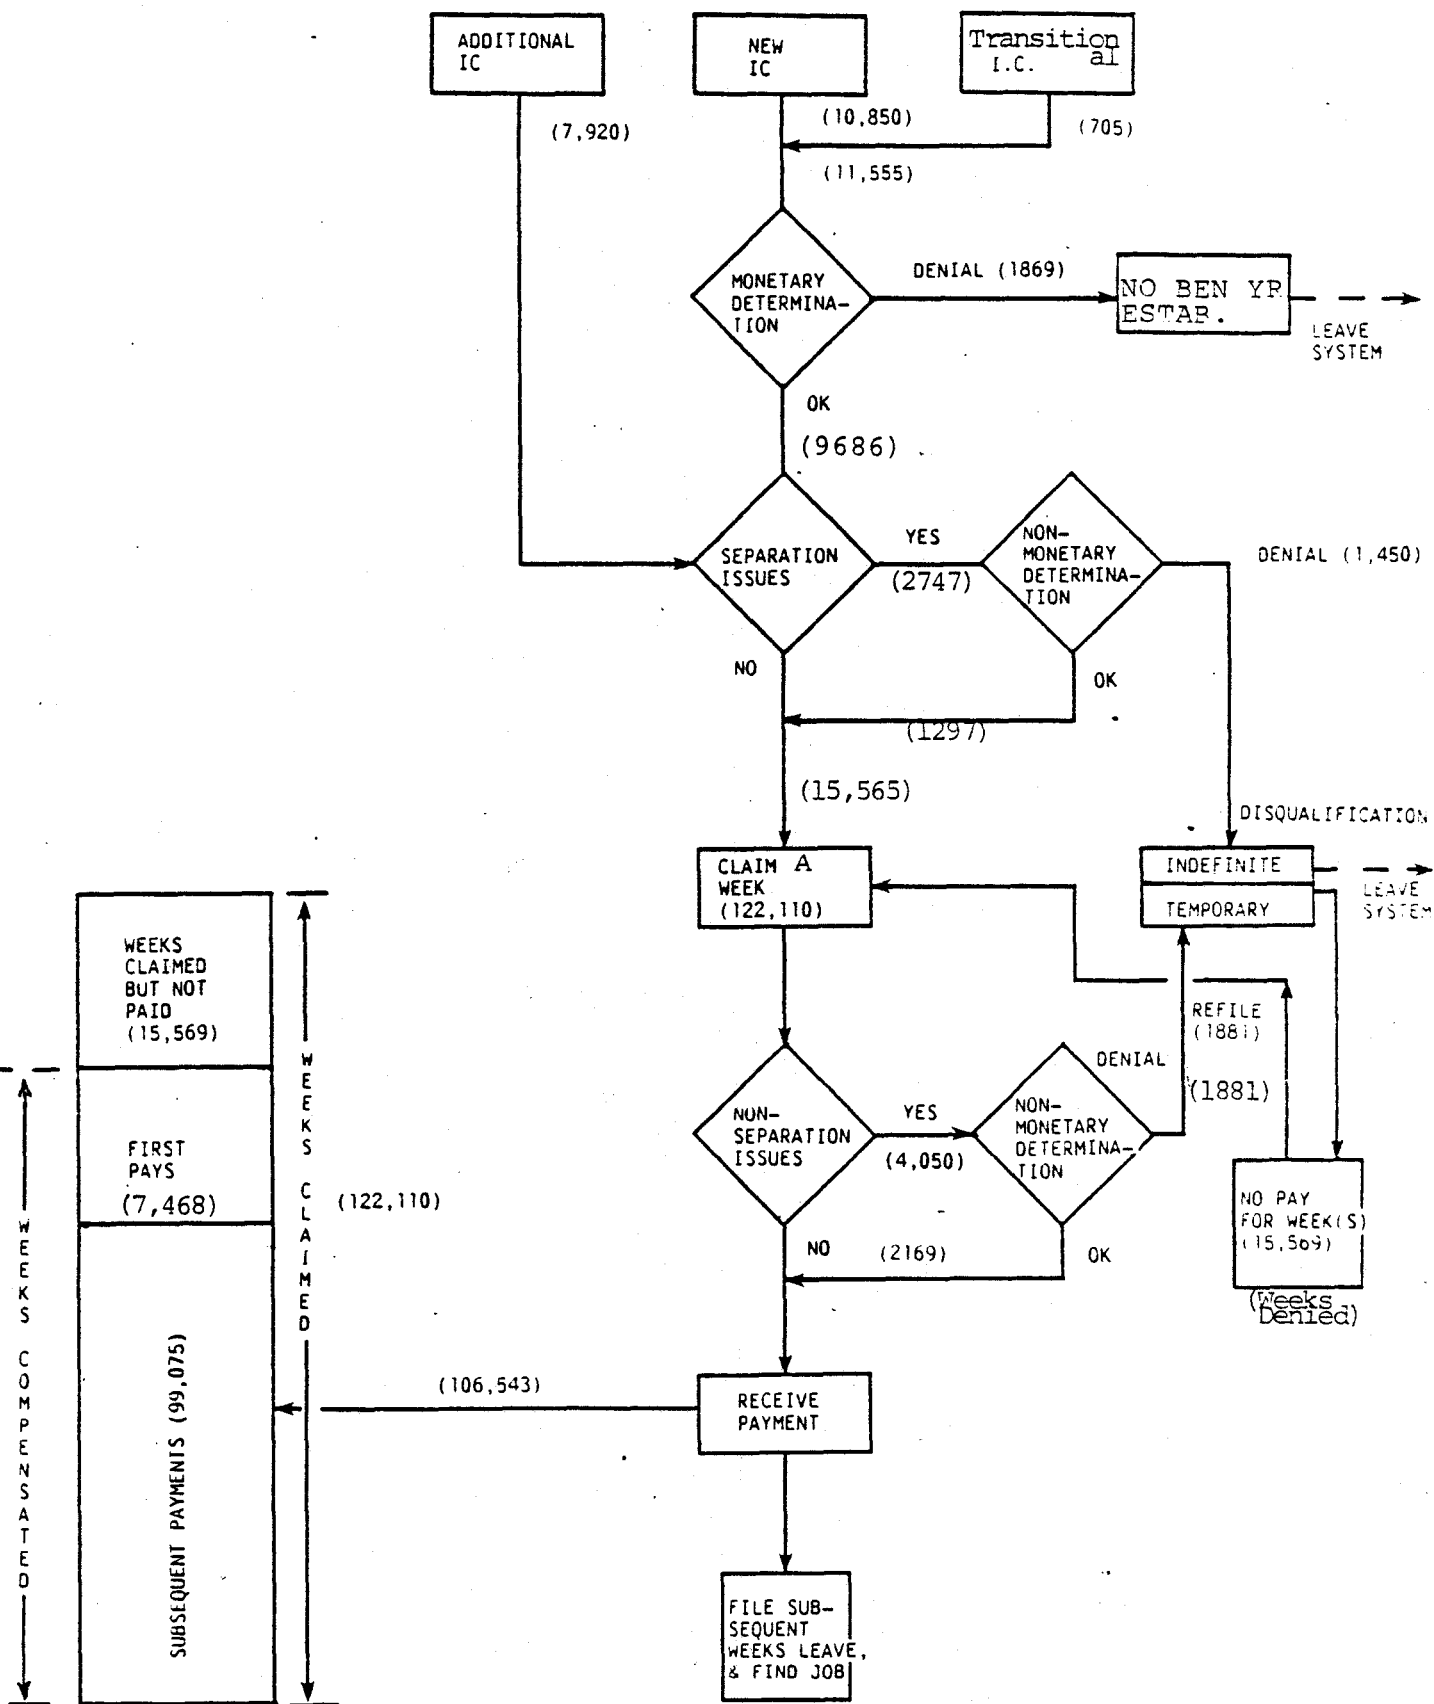 ADDITIONAL
IC
NEW
IC
Transition
al
I.C.
(7,920)
(10,850)
(705)
(11,555)
MONETARY
DETERMINA-
TION
DENIAL (1869)
NO BEN YR
ESTAB.
LEAVE
SYSTEM
OK
(9686)
SEPARATION
ISSUES
YES
(2747)
NON-
MONETARY
DETERMINA-
TION
DENIAL (1,450)
NO
OK
(1297)
(15,565)
DISQUALIFICATION
CLAIM A
WEEK
(122,110)
INDEFINITE
TEMPORARY
LEAVE
SYSTEM
WEEKS
CLAIMED
BUT NOT
PAID
(15,569)
REFILE
(1881)
DENIAL
(1881)
NON-
SEPARATION
ISSUES
YES
(4,050)
NON-
MONETARY
DETERMINA-
TION
FIRST
PAYS
(7,468)
WEEKS CLAIMED
(122,110)
NO PAY
FOR WEEK(S)
(15,569)
(Weeks
Denied)
NO
(2169)
OK
WEEKS COMPENSATED
SUBSEQUENT PAYMENTS (99,075)
(106,543)
RECEIVE
PAYMENT
FILE SUB-
SEQUENT
WEEKS LEAVE,
& FIND JOB